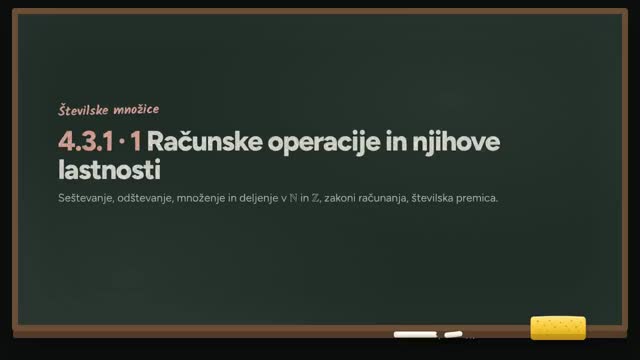 Številske množice
4.3.1 · 1 Računske operacije in njihove
lastnosti
Seštevanje, odštevanje, množenje in deljenje v ℕ in ℤ, zakoni računanja, številska premica.